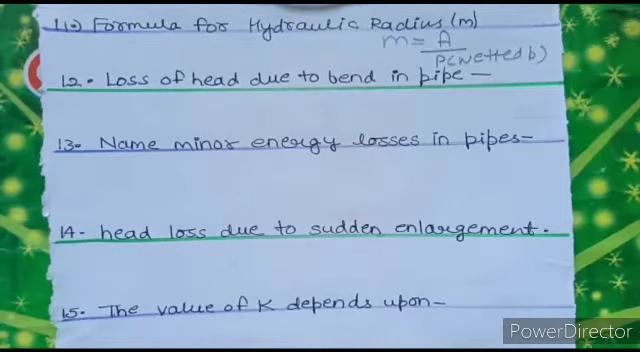 11.) Formula for Hydraulic Radius (m)
m = A
P(wetted b)
12. Loss of head due to bend in pipe —
13. Name minor energy losses in pipes —
14. head loss due to sudden enlargement.
15. The value of K depends upon —
PowerDirector